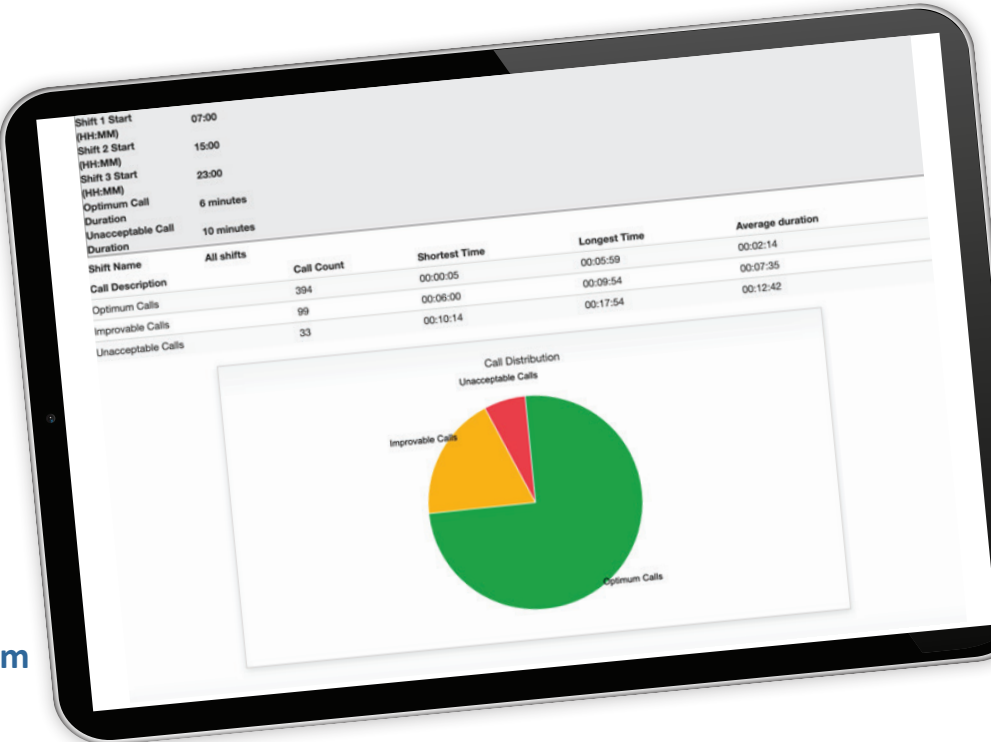 Shift 1 Start
(HH:MM)
07:00
Shift 2 Start
(HH:MM)
15:00
Shift 3 Start
(HH:MM)
23:00
Optimum Call
Duration
6 minutes
Unacceptable Call
Duration
10 minutes
Shift Name All shifts
Call Description Call Count Shortest Time Longest Time Average duration
Optimum Calls 394 00:00:05 00:05:59 00:02:14
Improvable Calls 99 00:06:00 00:09:54 00:07:35
Unacceptable Calls 33 00:10:14 00:17:54 00:12:42
Call Distribution
Unacceptable Calls
Improvable Calls
Optimum Calls
m